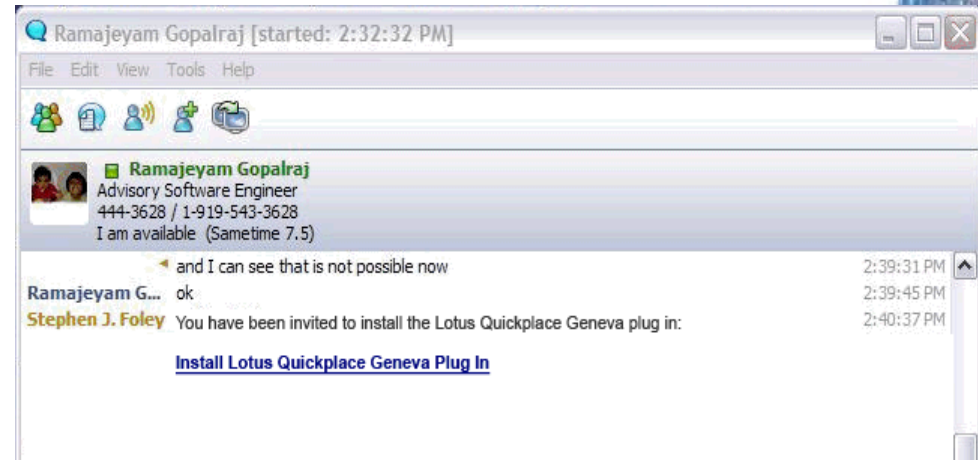 Ramajeyam Gopalraj [started: 2:32:32 PM]
File Edit View Tools Help
Ramajeyam Gopalraj
Advisory Software Engineer
444-3628 / 1-919-543-3628
I am available (Sametime 7.5)
and I can see that is not possible now 2:39:31 PM
Ramajeyam G... ok 2:39:45 PM
Stephen J. Foley You have been invited to install the Lotus Quickplace Geneva plug in: 2:40:37 PM
Install Lotus Quickplace Geneva Plug In